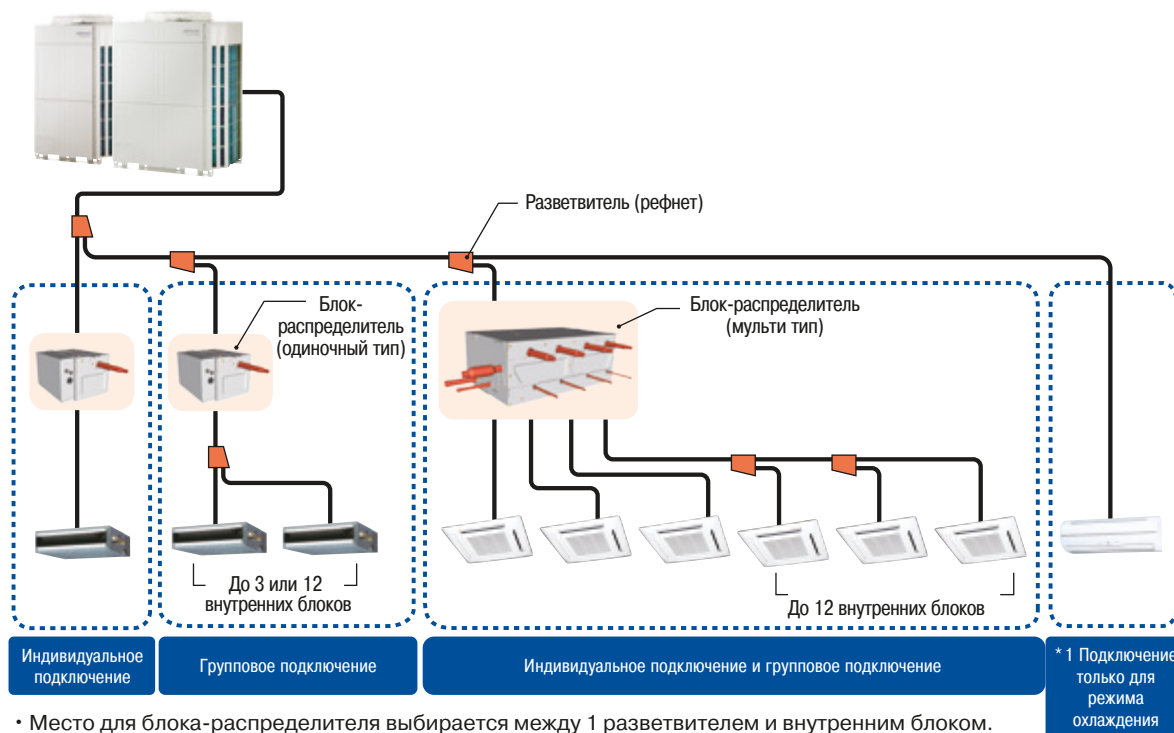 Разветвитель (рефнет)
Блок-
распределитель
(одиночный тип)
Блок-распределитель
(мульти тип)
До 3 или 12
внутренних блоков
До 12 внутренних блоков
Индивидуальное
подключение
Групповое подключение
Индивидуальное подключение и групповое подключение
* 1 Подключение
только для
режима
охлаждения
• Место для блока-распределителя выбирается между 1 разветвителем и внутренним блоком.